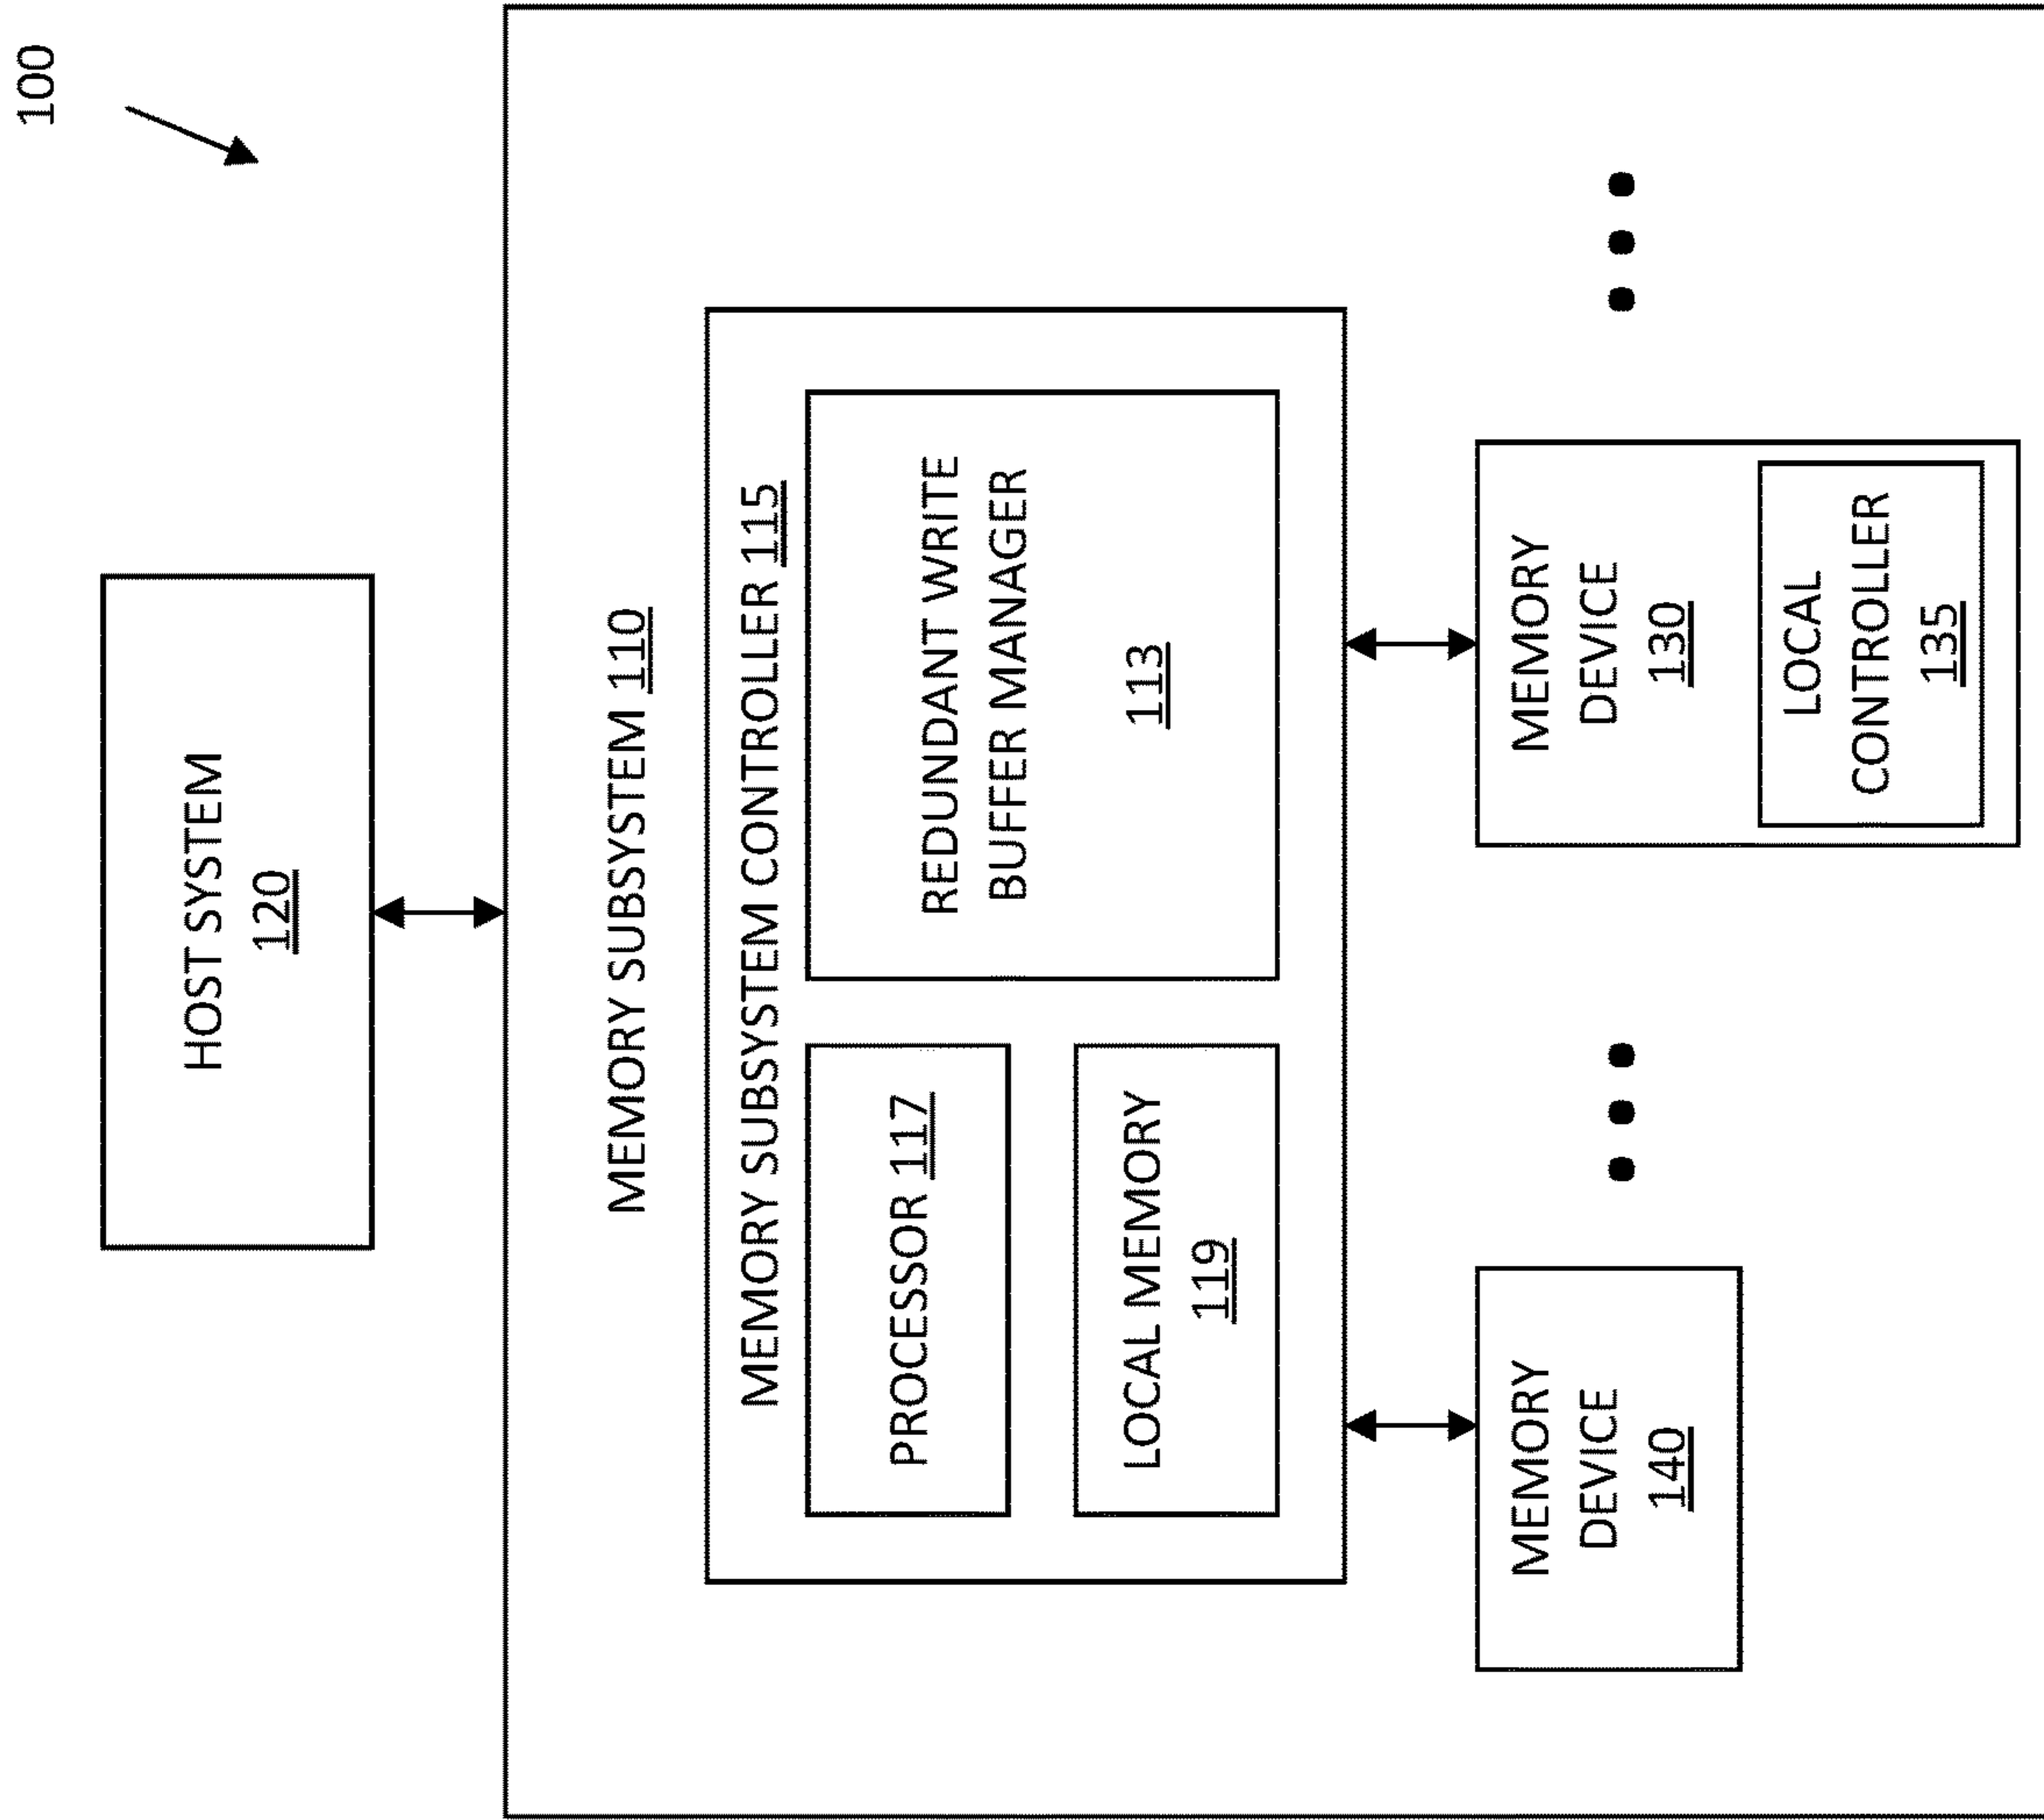 100
HOST SYSTEM
120
MEMORY SUBSYSTEM 110
MEMORY SUBSYSTEM CONTROLLER 115
PROCESSOR 117
LOCAL MEMORY
119
REDUNDANT WRITE
BUFFER MANAGER
113
MEMORY
DEVICE
140
MEMORY
DEVICE
130
LOCAL
CONTROLLER
135